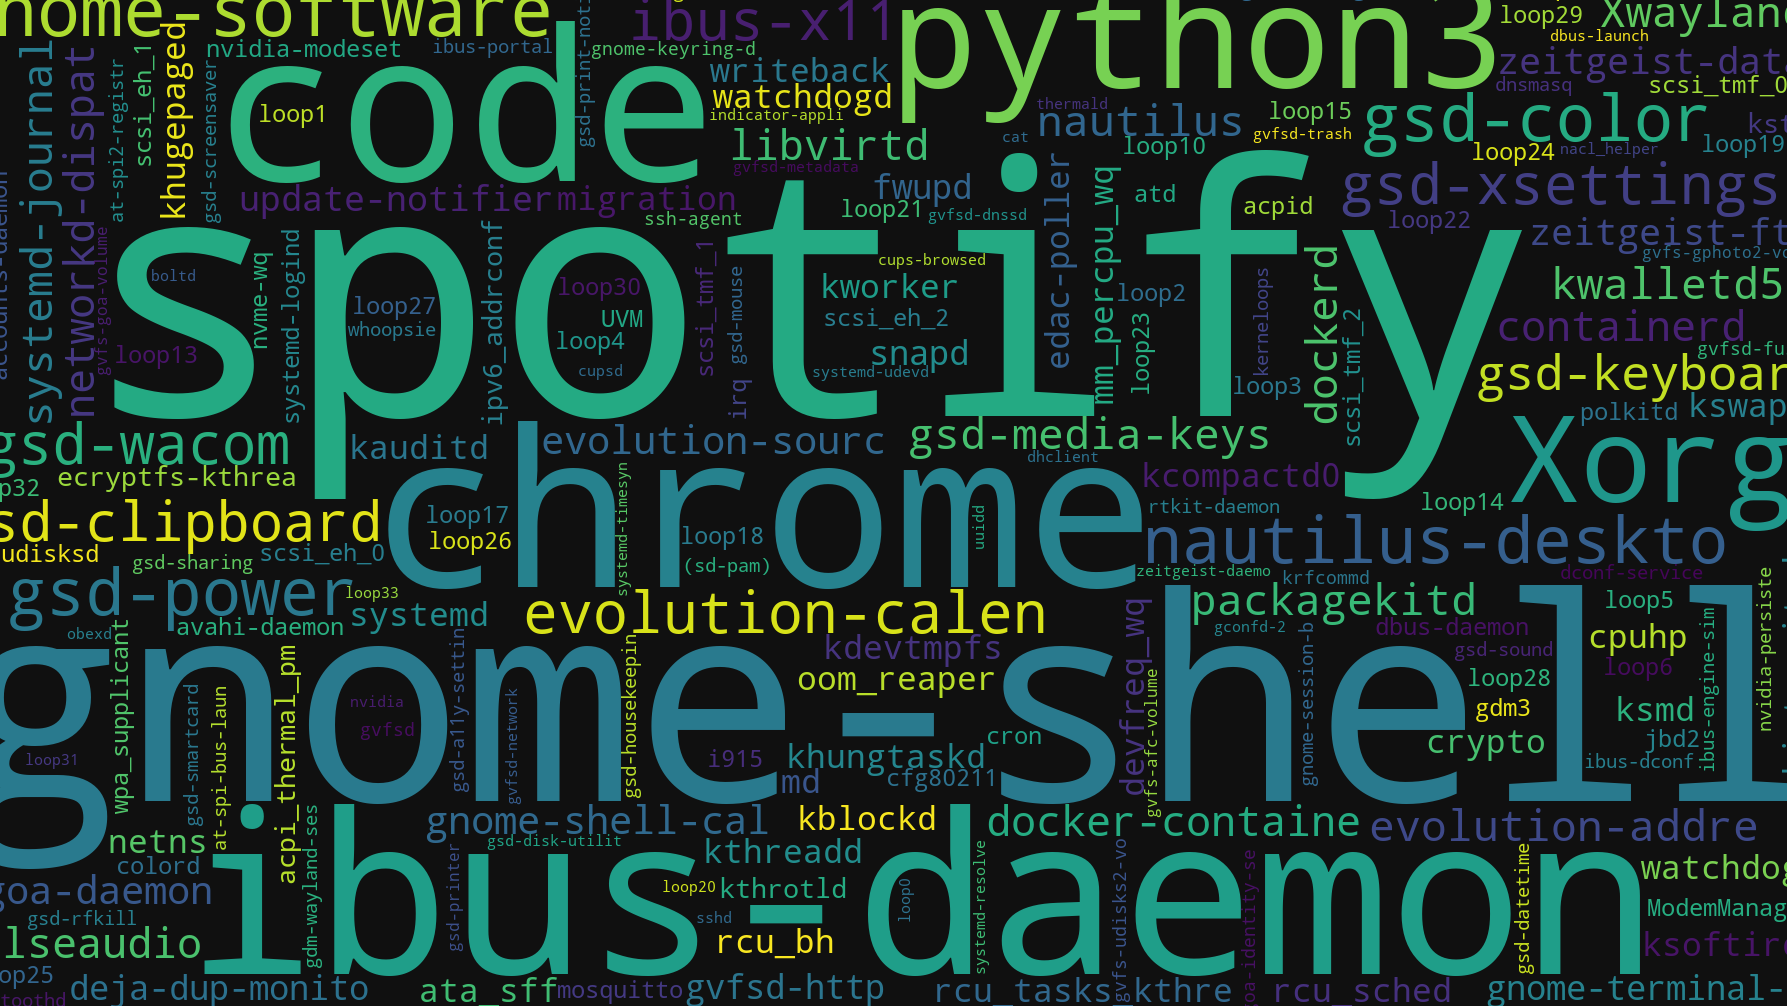 nome-software
ibus-x11
python3
loop29
Xwaylan
dbus-launch
nvidia-modeset
ibus-portal
gnome-keyring-d
gsd-print-noti
systemd-journal
networkd-dispat
at-spi2-registr
scsi_eh_1
khugepaged
gsd-screensaver
code
loop1
writeback
watchdogd
indicator-appli
libvirtd
gvfsd-metadata
thermald
cat
nautilus
loop15
gvfsd-trash
loop10
zeitgeist-dat
dnsmasq
scsi_tmf_0
gsd-color
kst
loop24
nacl_helper
loop19
accounts-daemon
update-notifier
migration
ssh-agent
fwupd
loop21
gvfsd-dnssd
edac-poller
mm_percpu_wq
atd
acpid
gsd-xsettings
loop22
zeitgeist-ft
gvfs-gphoto2-vo
spotify
gvfs-goa-volume
boltd
loop13
nvme-wq
systemd-logind
loop27
whoopsie
ipv6_addrconf
loop30
UVM
loop4
cupsd
scsi_tmf_1
gsd-mouse
irq
cups-browsed
kworker
scsi_eh_2
snapd
systemd-udevd
loop2
loop23
kerneloops
loop3
dockerd
scsi_tmf_2
kwalletd5
containerd
gvfsd-fu
gsd-keyboar
polkitd
kswap
gsd-wacom
kauditd
evolution-sourc
gsd-media-keys
dhclient
kcompactd0
rtkit-daemon
loop14
Xorg
ecryptfs-kthrea
p32
sd-clipboard
udisksd
gsd-sharing
scsi_eh_0
chrome
loop17
loop26
systemd-timesyn
loop18
(sd-pam)
uuidd
nautilus-deskto
zeitgeist-daemo
krfcommd
dconf-service
gsd-power
loop33
obexd
avahi-daemon
systemd
evolution-calen
devfreq_wq
packagekitd
gconfd-2
dbus-daemon
loop5
cpuhp
gsd-sound
loop6
ibus-engine-sim
nvidia-persiste
gnome-shell
kdevtmpfs
oom_reaper
loop31
wpa_supplicant
gsd-smartcard
at-spi-bus-laun
acpi_thermal_pm
nvidia
gvfsd
gsd-a11y-settin
gvfsd-network
gsd-housekeepin
i915
khungtaskd
md
cfg80211
cron
gvfs-afc-volume
gnome-session-b
loop28
gdm3
crypto
ksmd
jbd2
ibus-dconf
netns
colord
goa-daemon
gsd-rfkill
lseaudio
gdm-wayland-ses
gnome-shell-cal
gsd-disk-utilit
kblockd
docker-containe
evolution-addre
ibus-daemon
gsd-printer
kthreadd
loop20
kthrotld
sshd
rcu_bh
loop0
systemd-resolve
gvfs-udisks2-vo
goa-identity-se
gsd-datetime
watchdog
ModemManag
ksoftirq
op25
toothd
deja-dup-monito
ata_sff
mosquitto
gvfsd-http
rcu_tasks_kthre
rcu_sched
gnome-terminal-